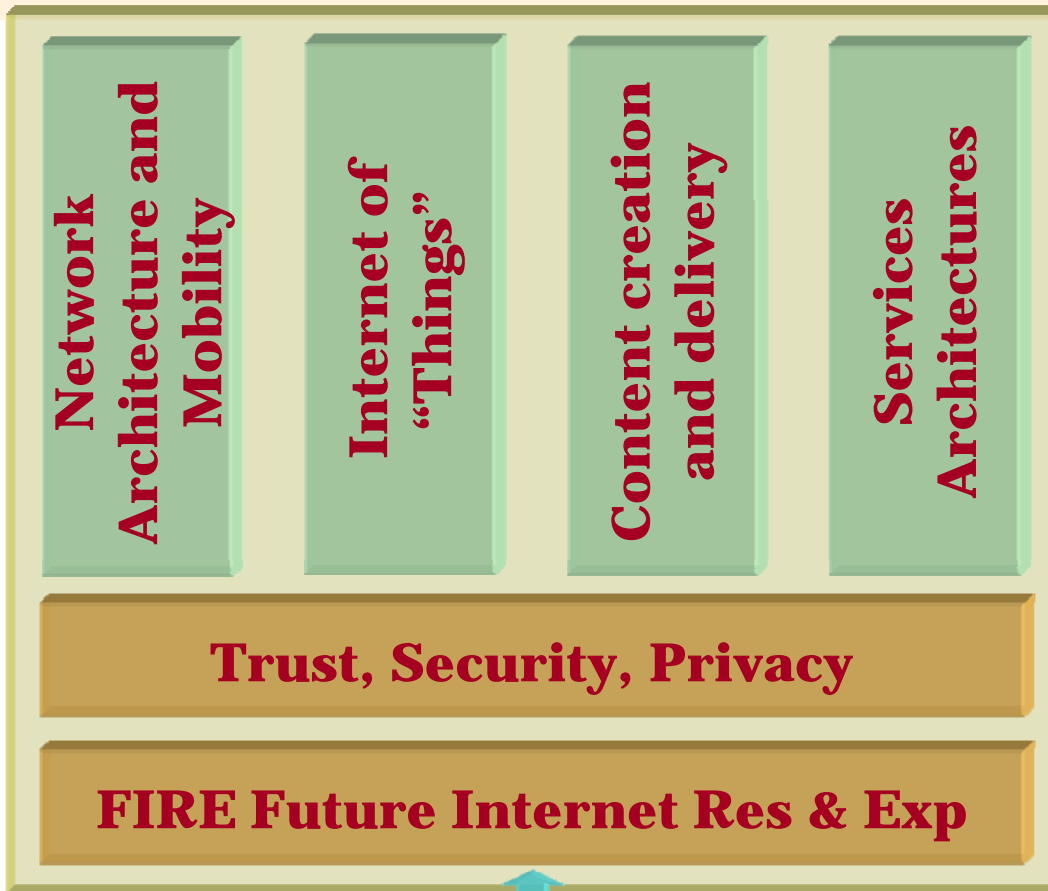 Network
Architecture and
Mobility
Internet of
“Things”
Content creation
and delivery
Services
Architectures
Trust, Security, Privacy
FIRE Future Internet Res & Exp